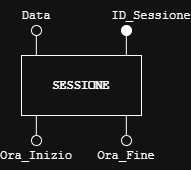 Data ID_Sessione
SESSIONE
Ora_Inizio Ora_Fine